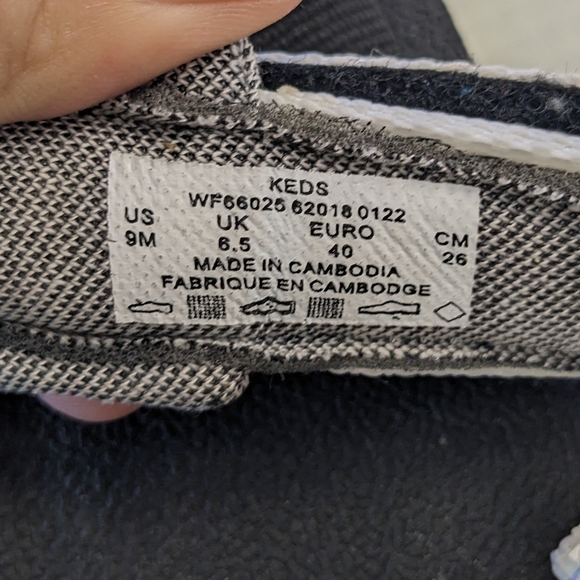 KEDS
WF66025 62018 0122
US UK EURO CM
9M 6.5 40 26
MADE IN CAMBODIA
FABRIQUE EN CAMBODGE